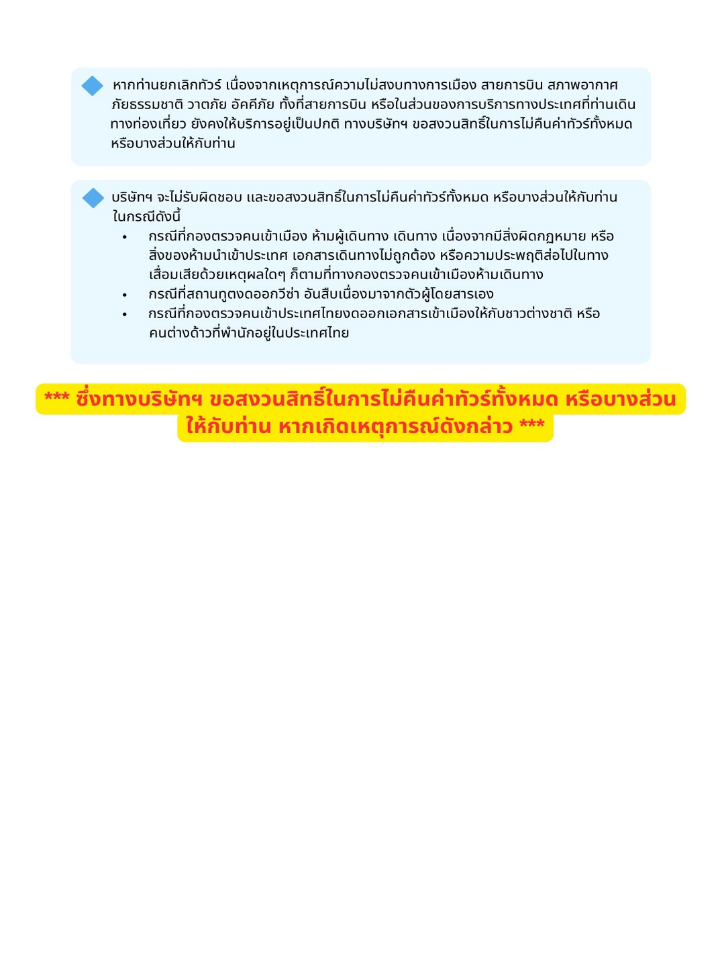 หากท่านยกเลิกทัวร์ เนื่องจากเหตุการณ์ความไม่สงบทางการเมือง สายการบิน สภาพอากาศ
ภัยธรรมชาติ วาตภัย อัคคีภัย ทั้งที่สายการบิน หรือในส่วนของการบริการทางประเทศที่ท่านเดิน
ทางท่องเที่ยว ยังคงให้บริการอยู่เป็นปกติ ทางบริษัทฯ ขอสงวนสิทธิ์ในการไม่คืนค่าทัวร์ทั้งหมด
หรือบางส่วนให้กับท่าน
บริษัทฯ จะไม่รับผิดชอบ และขอสงวนสิทธิ์ในการไม่คืนค่าทัวร์ทั้งหมด หรือบางส่วนให้กับท่าน
ในกรณีดังนี้
• กรณีที่กองตรวจคนเข้าเมือง ห้ามผู้เดินทาง เดินทาง เนื่องจากมีสิ่งผิดกฏหมาย หรือ
สิ่งของห้ามนำเข้าประเทศ เอกสารเดินทางไม่ถูกต้อง หรือความประพฤติส่อไปในทาง
เสื่อมเสียด้วยเหตุผลใดๆ ก็ตามที่ทางกองตรวจคนเข้าเมืองห้ามเดินทาง
• กรณีที่สถานทูตงดออกวีซ่า อันสืบเนื่องมาจากตัวผู้โดยสารเอง
• กรณีที่กองตรวจคนเข้าประเทศไทยงดออกเอกสารเข้าเมืองให้กับชาวต่างชาติ หรือ
คนต่างด้าวที่พำนักอยู่ในประเทศไทย
*** ซึ่งทางบริษัทฯ ขอสงวนสิทธิ์ในการไม่คืนค่าทัวร์ทั้งหมด หรือบางส่วน
ให้กับท่าน หากเกิดเหตุการณ์ดังกล่าว ***